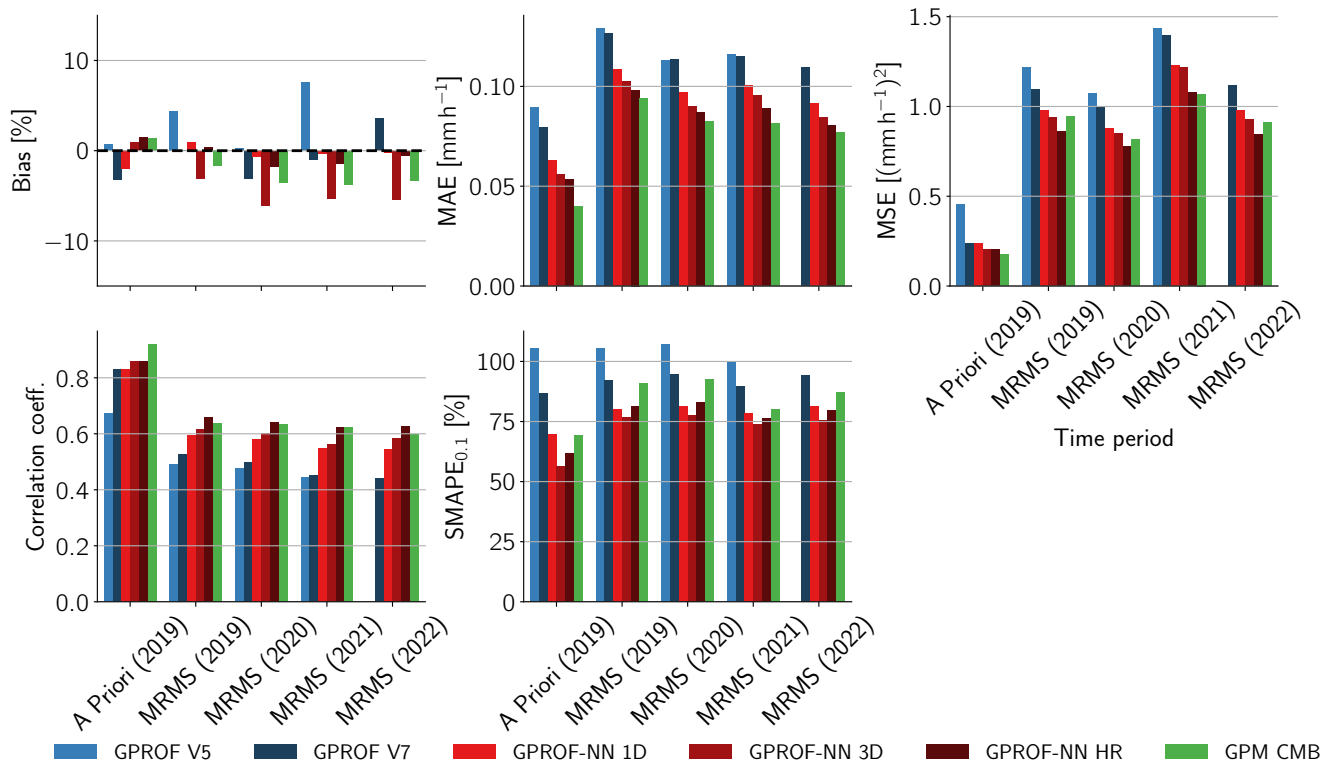 Bias [%]
10
0
−10
MAE [mm h⁻¹]
0.10
0.05
0.00
MSE [(mm h⁻¹)²]
1.5
1.0
0.5
0.0
A Priori (2019)
MRMS (2019)
MRMS (2020)
MRMS (2021)
MRMS (2022)
Time period
Correlation coeff.
0.8
0.6
0.4
0.2
0.0
A Priori (2019)
MRMS (2019)
MRMS (2020)
MRMS (2021)
MRMS (2022)
SMAPE₀.₁ [%]
100
75
50
25
0
A Priori (2019)
MRMS (2019)
MRMS (2020)
MRMS (2021)
MRMS (2022)
GPROF V5
GPROF V7
GPROF-NN 1D
GPROF-NN 3D
GPROF-NN HR
GPM CMB